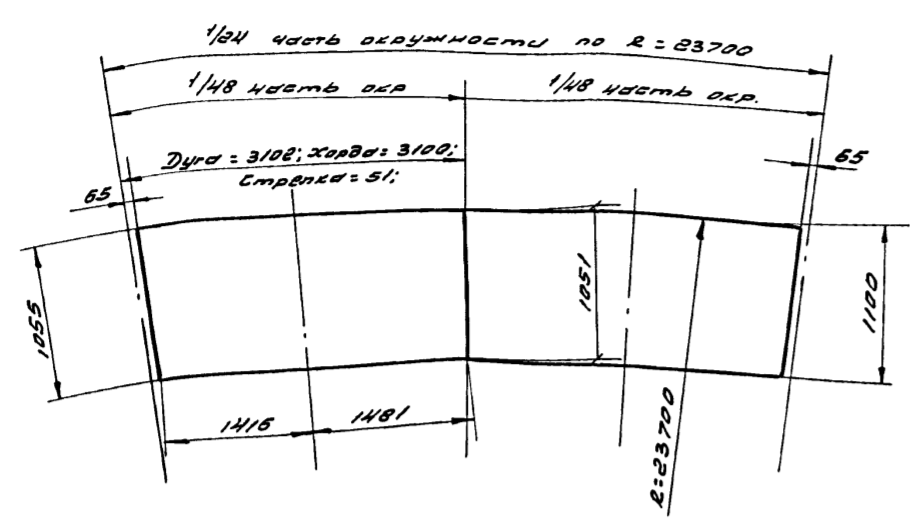 1/24 часть окружности по R = 23700
1/48 часть окр
1/48 часть окр.
Дуга = 3102; Хорда = 3100;
Стрелка = 51;
65
65
1055
1051
1100
1416
1481
R = 23700